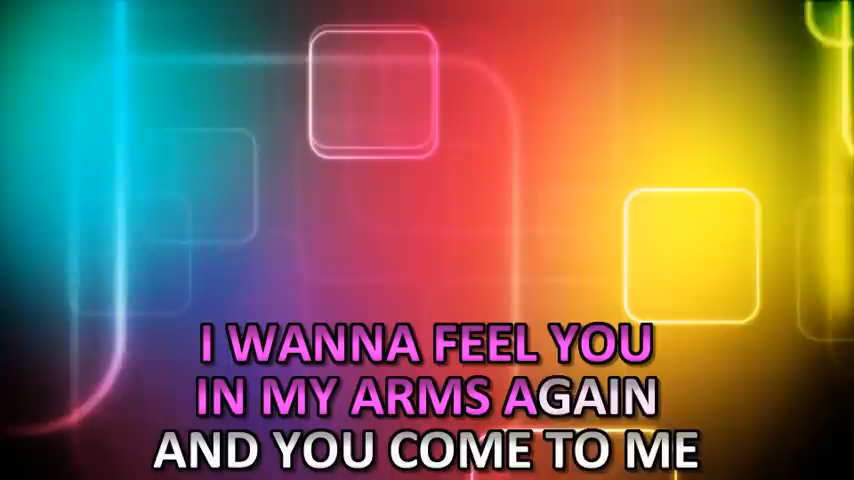 I WANNA FEEL YOU
IN MY ARMS AGAIN
AND YOU COME TO ME